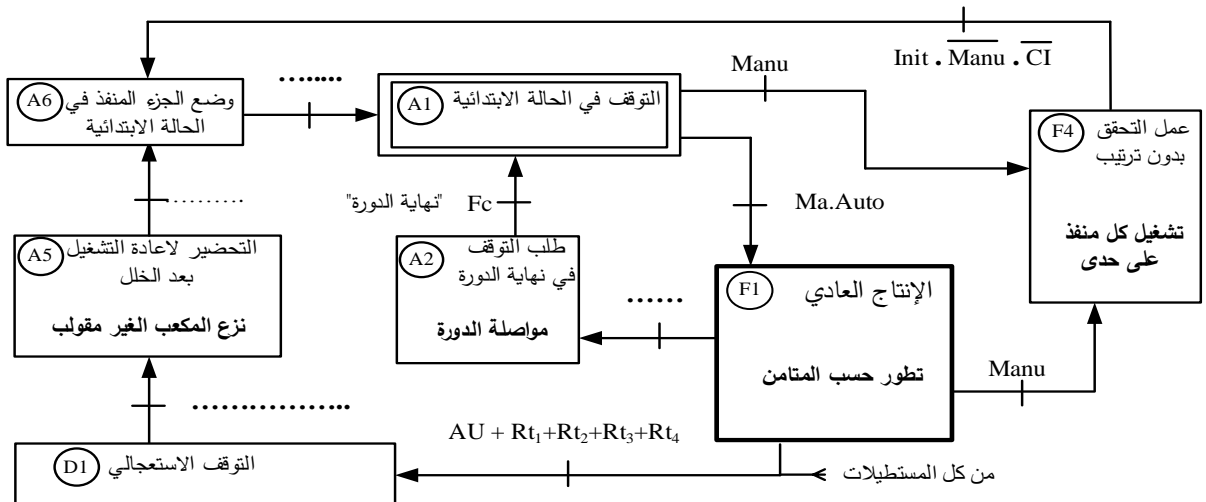 Init . Manu . CI
A6
وضع الجزء المنفذ في
الحالة الابتدائية
........
A1
التوقف في الحالة الابتدائية
Manu
F4
عمل التحقق
بدون ترتيب
تشغيل كل منفذ
على حدى
..........
"نهاية الدورة"
Fc
Ma.Auto
A5
التحضير لاعادة التشغيل
بعد الخلل
نزع المكعب الغير مقولب
A2
طلب التوقف
في نهاية الدورة
مواصلة الدورة
......
F1
الإنتاج العادي
تطور حسب المتامن
Manu
..................
AU + Rt₁+Rt₂+Rt₃+Rt₄
D1
التوقف الاستعجالي
من كل المستطيلات